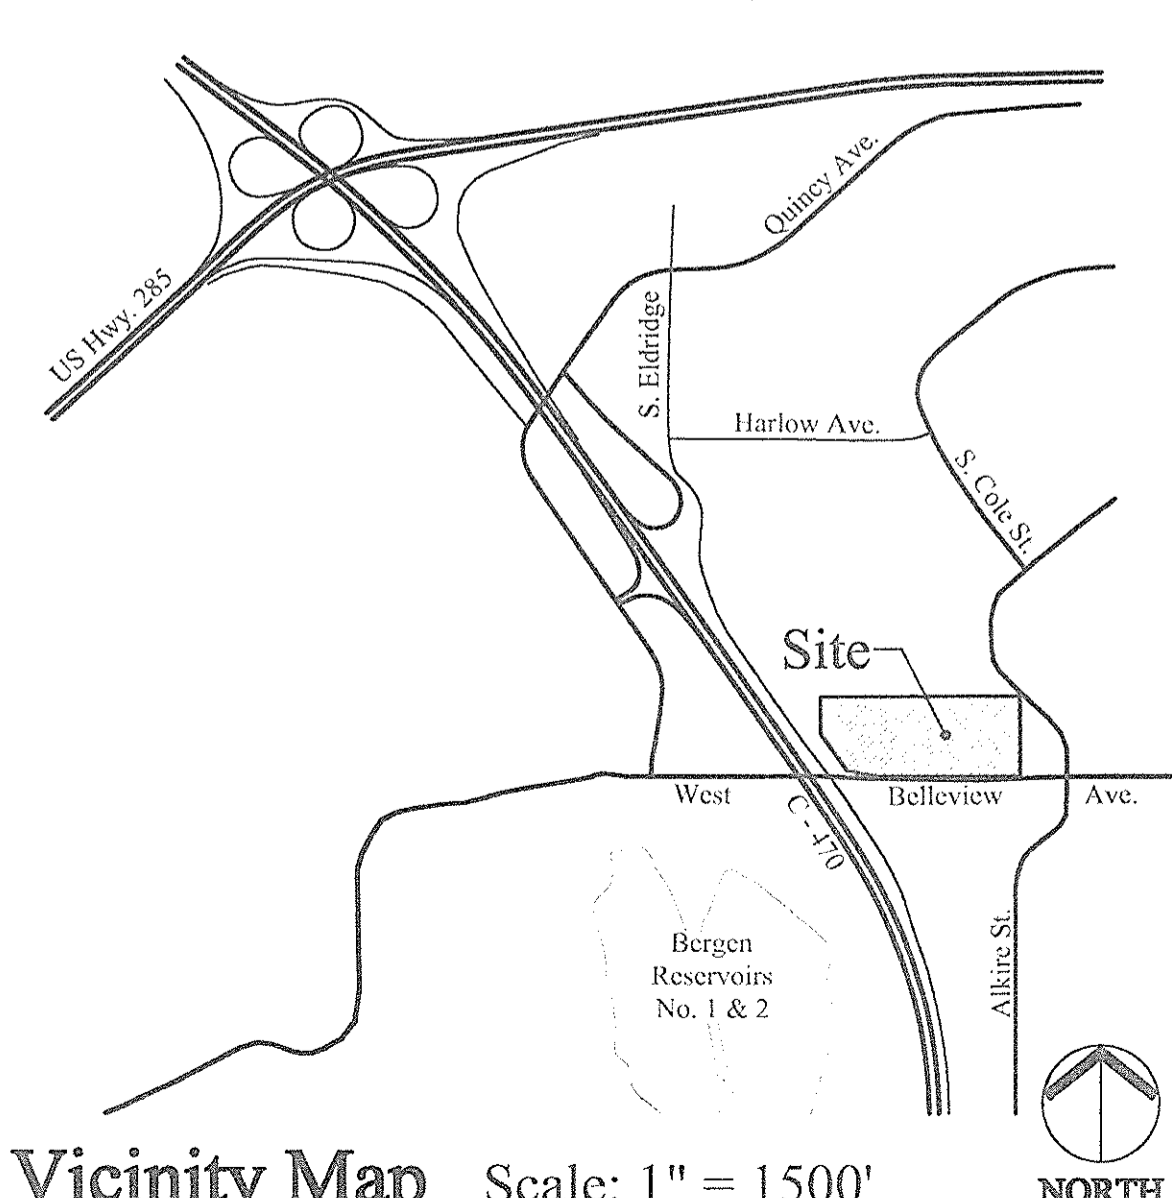 Quincy Ave.
US Hwy. 285
S. Eldridge
Harlow Ave.
S. Cole St.
Site
West Belleview Ave.
C - 470
Bergen
Reservoirs
No. 1 & 2
Alkire St.
Vicinity Map Scale: 1" = 1500'
NORTH